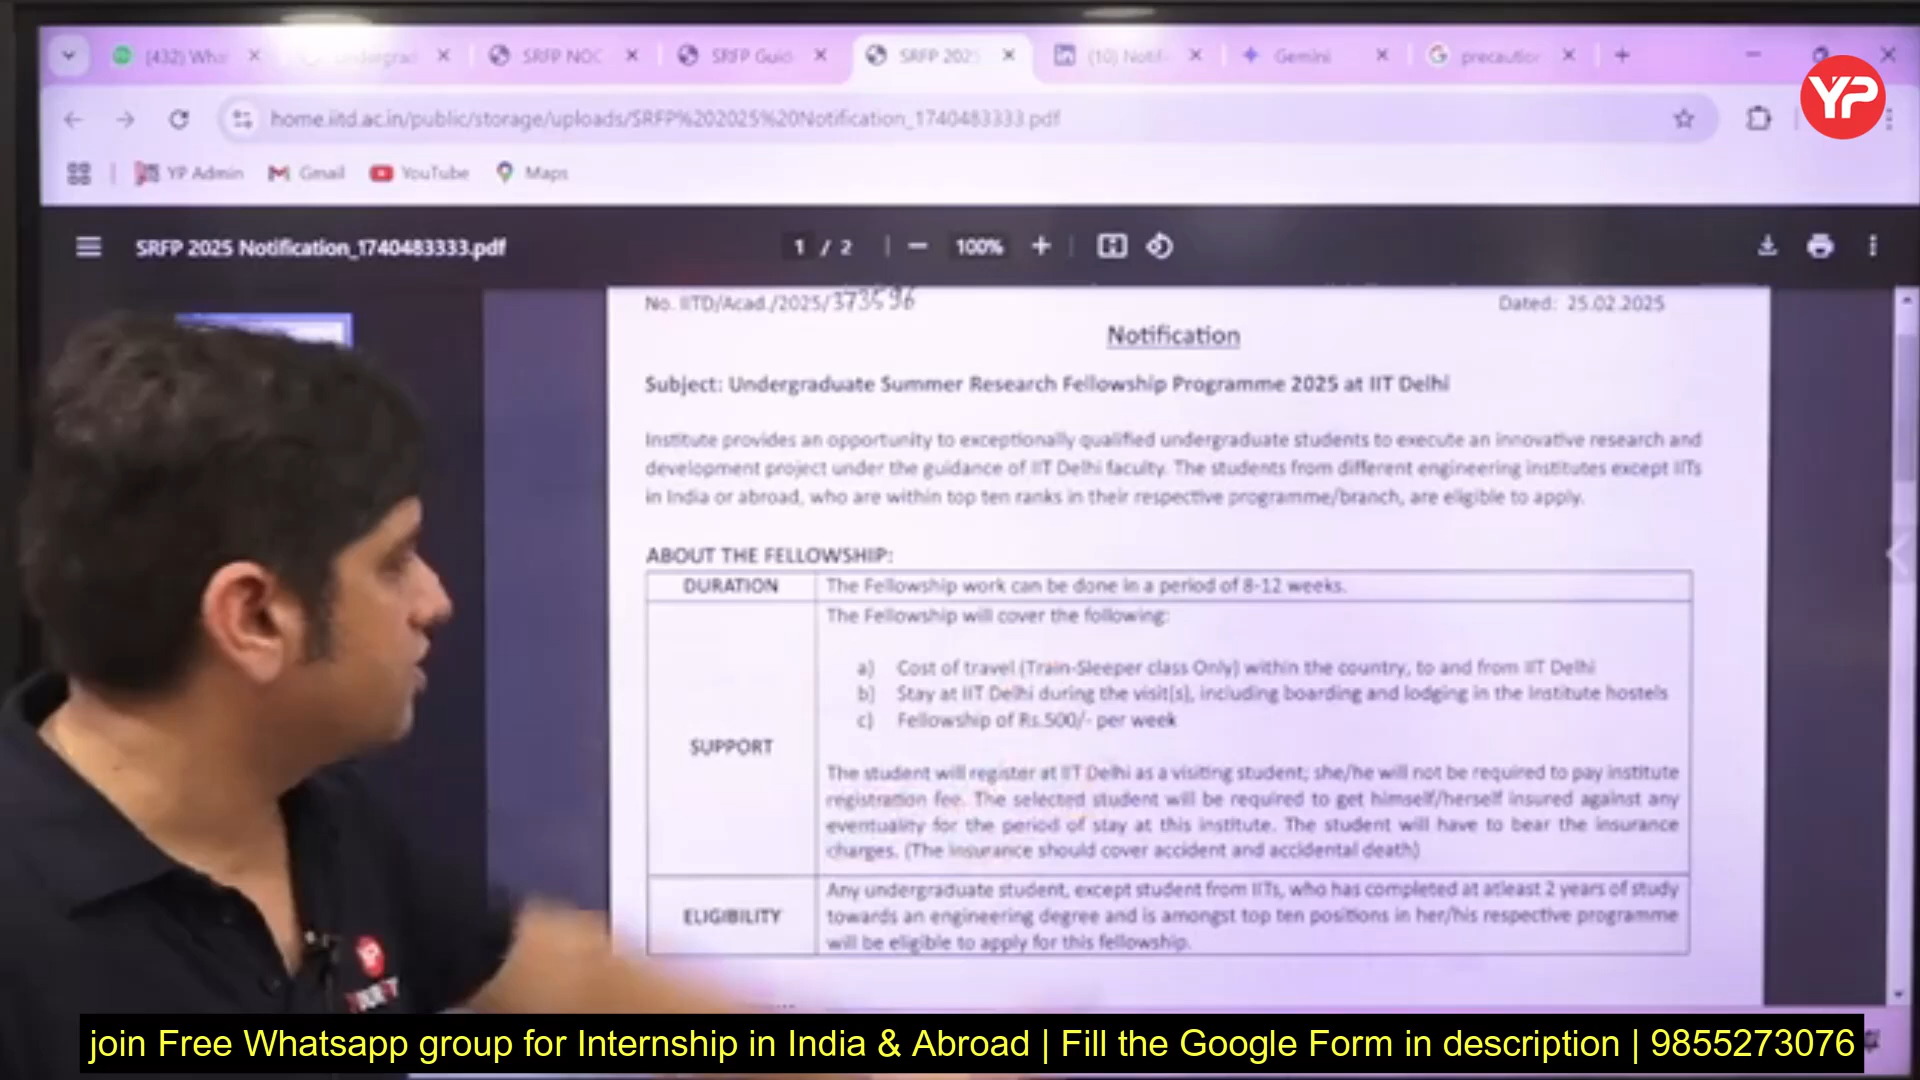 (432) Wha
Undergrad
SRFP NOC
SRFP Guid
SRFP 202
(10) Notif
Gemini
precaution
YP
home.iitd.ac.in/public/storage/uploads/SRFP%202025%20Notification_1740483333.pdf
YP Admin
Gmail
YouTube
Maps
SRFP 2025 Notification_1740483333.pdf
1 / 2
100%
No. IITD/Acad./2025/373596
Dated: 25.02.2025
Notification
Subject: Undergraduate Summer Research Fellowship Programme 2025 at IIT Delhi
Institute provides an opportunity to exceptionally qualified undergraduate students to execute an innovative research and
development project under the guidance of IIT Delhi faculty. The students from different engineering institutes except IITs
in India or abroad, who are within top ten ranks in their respective programme/branch, are eligible to apply.
ABOUT THE FELLOWSHIP:
DURATION
The Fellowship work can be done in a period of 8-12 weeks.
SUPPORT
The Fellowship will cover the following:
a) Cost of travel (Train-Sleeper class Only) within the country, to and from IIT Delhi
b) Stay at IIT Delhi during the visit(s), including boarding and lodging in the Institute hostels
c) Fellowship of Rs.500/- per week
The student will register at IIT Delhi as a visiting student; she/he will not be required to pay institute
registration fee. The selected student will be required to get himself/herself insured against any
eventuality for the period of stay at this institute. The student will have to bear the insurance
charges. (The insurance should cover accident and accidental death)
ELIGIBILITY
Any undergraduate student, except student from IITs, who has completed at atleast 2 years of study
towards an engineering degree and is amongst top ten positions in her/his respective programme
will be eligible to apply for this fellowship.
YP
join Free Whatsapp group for Internship in India & Abroad | Fill the Google Form in description | 9855273076